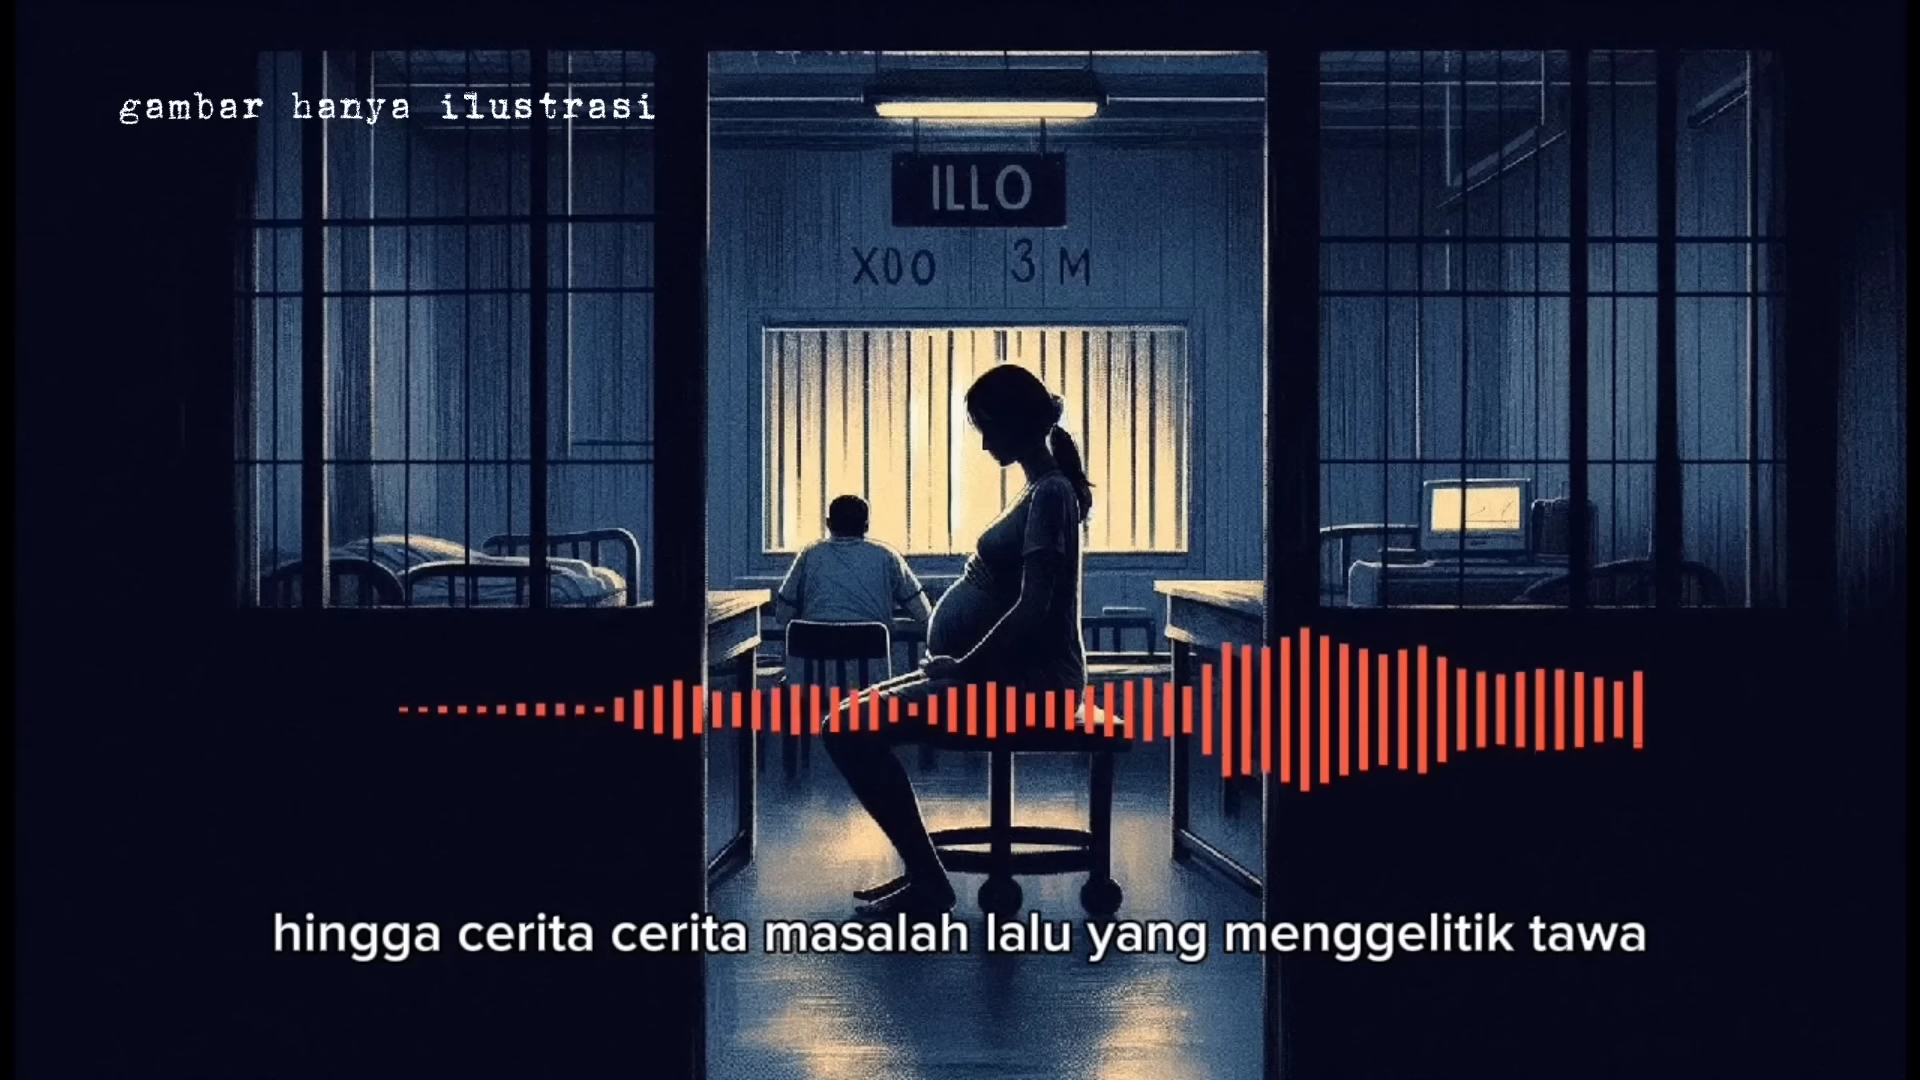 gambar hanya ilustrasi
ILLO
X00 3 M
hingga cerita cerita masalah lalu yang menggelitik tawa